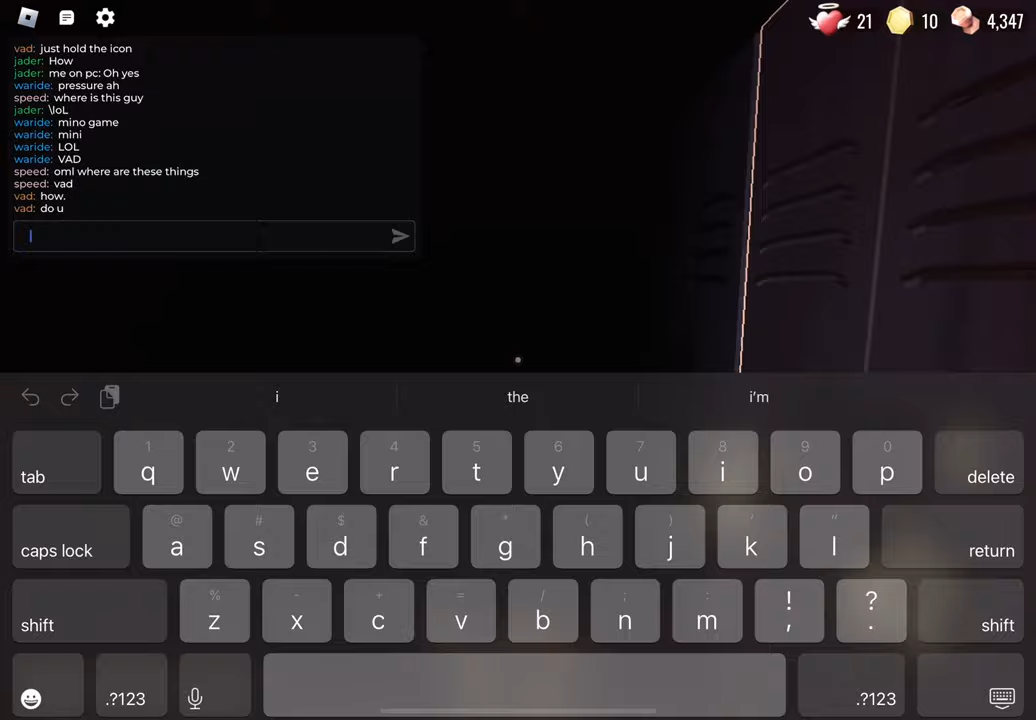 21 10 4,347
vad: just hold the icon
jader: How
jader: me on pc: Oh yes
waride: pressure ah
speed: where is this guy
jader: \loL
waride: mino game
waride: mini
waride: LOL
waride: VAD
speed: oml where are these things
speed: vad
vad: how.
vad: do u
i the i'm
1 2 3 4 5 6 7 8 9 0
tab q w e r t y u i o p delete
@ # $ & * ( ) ' "
caps lock a s d f g h j k l return
% - + = / ; : ! ?
shift z x c v b n m , . shift
.?123 .?123